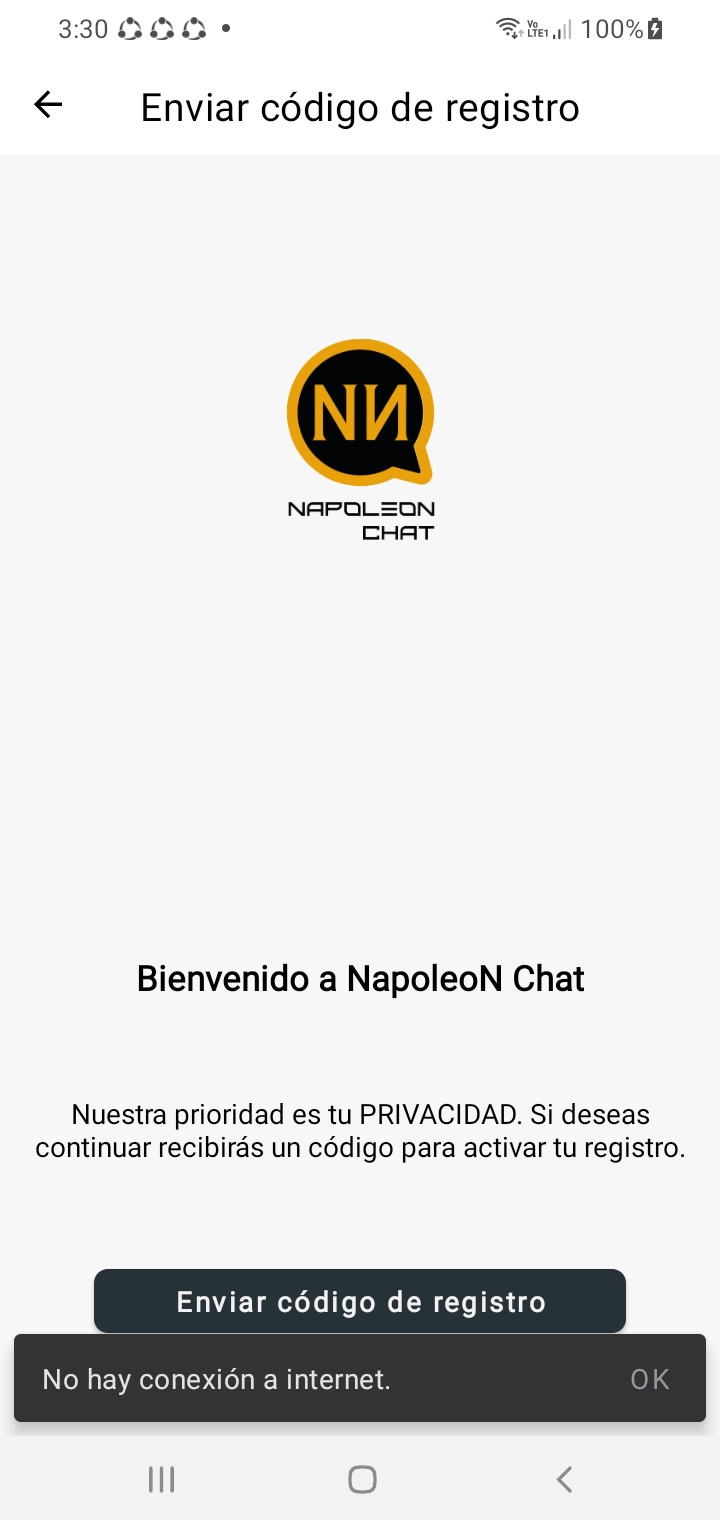 3:30
Vo
LTE1
100%
Enviar código de registro
NИ
NAPOLEON
CHAT
Bienvenido a NapoleoN Chat
Nuestra prioridad es tu PRIVACIDAD. Si deseas
continuar recibirás un código para activar tu registro.
Enviar código de registro
No hay conexión a internet.
OK